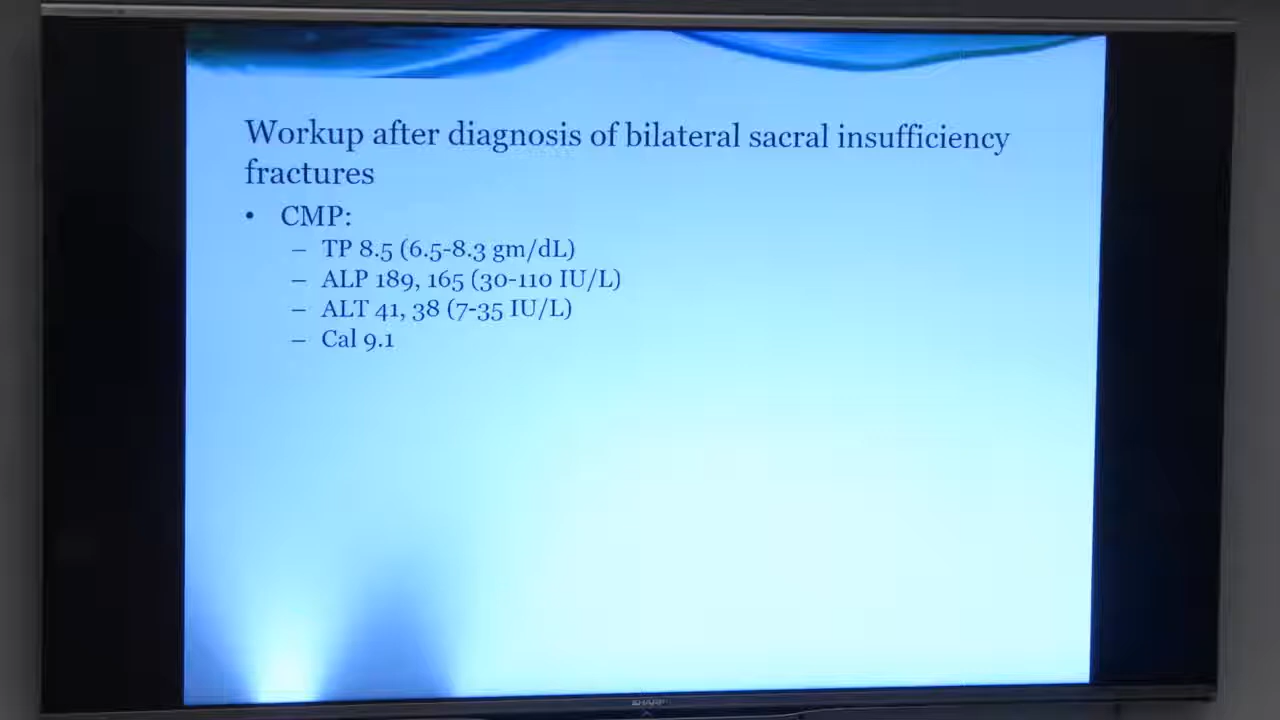 Workup after diagnosis of bilateral sacral insufficiency
fractures
• CMP:
– TP 8.5 (6.5-8.3 gm/dL)
– ALP 189, 165 (30-110 IU/L)
– ALT 41, 38 (7-35 IU/L)
– Cal 9.1
SHARP